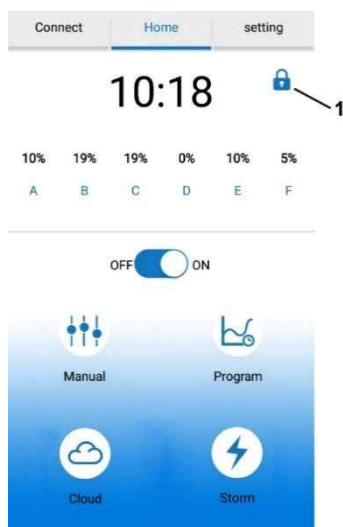 Connect Home setting
10:18
1
10% 19% 19% 0% 10% 5%
A B C D E F
OFF ON
Manual Program
Cloud Storm